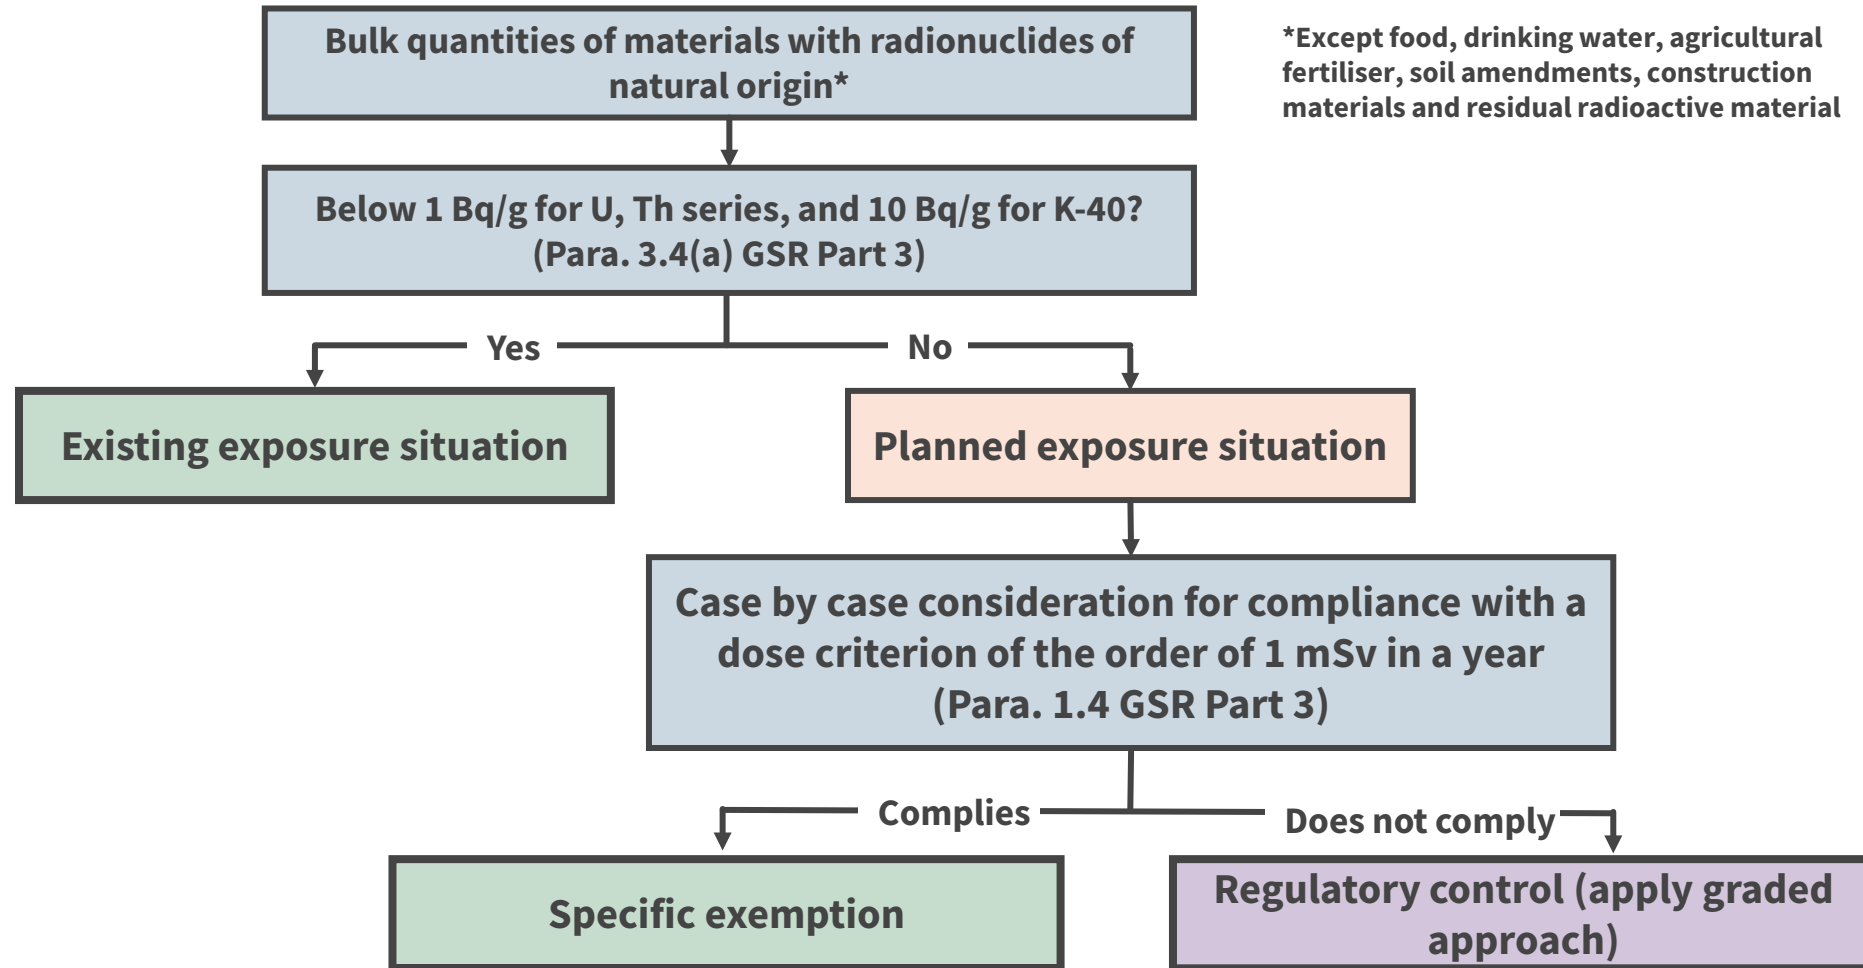 Bulk quantities of materials with radionuclides of
natural origin*
*Except food, drinking water, agricultural
fertiliser, soil amendments, construction
materials and residual radioactive material
Below 1 Bq/g for U, Th series, and 10 Bq/g for K-40?
(Para. 3.4(a) GSR Part 3)
Yes
No
Existing exposure situation
Planned exposure situation
Case by case consideration for compliance with a
dose criterion of the order of 1 mSv in a year
(Para. 1.4 GSR Part 3)
Complies
Does not comply
Specific exemption
Regulatory control (apply graded
approach)